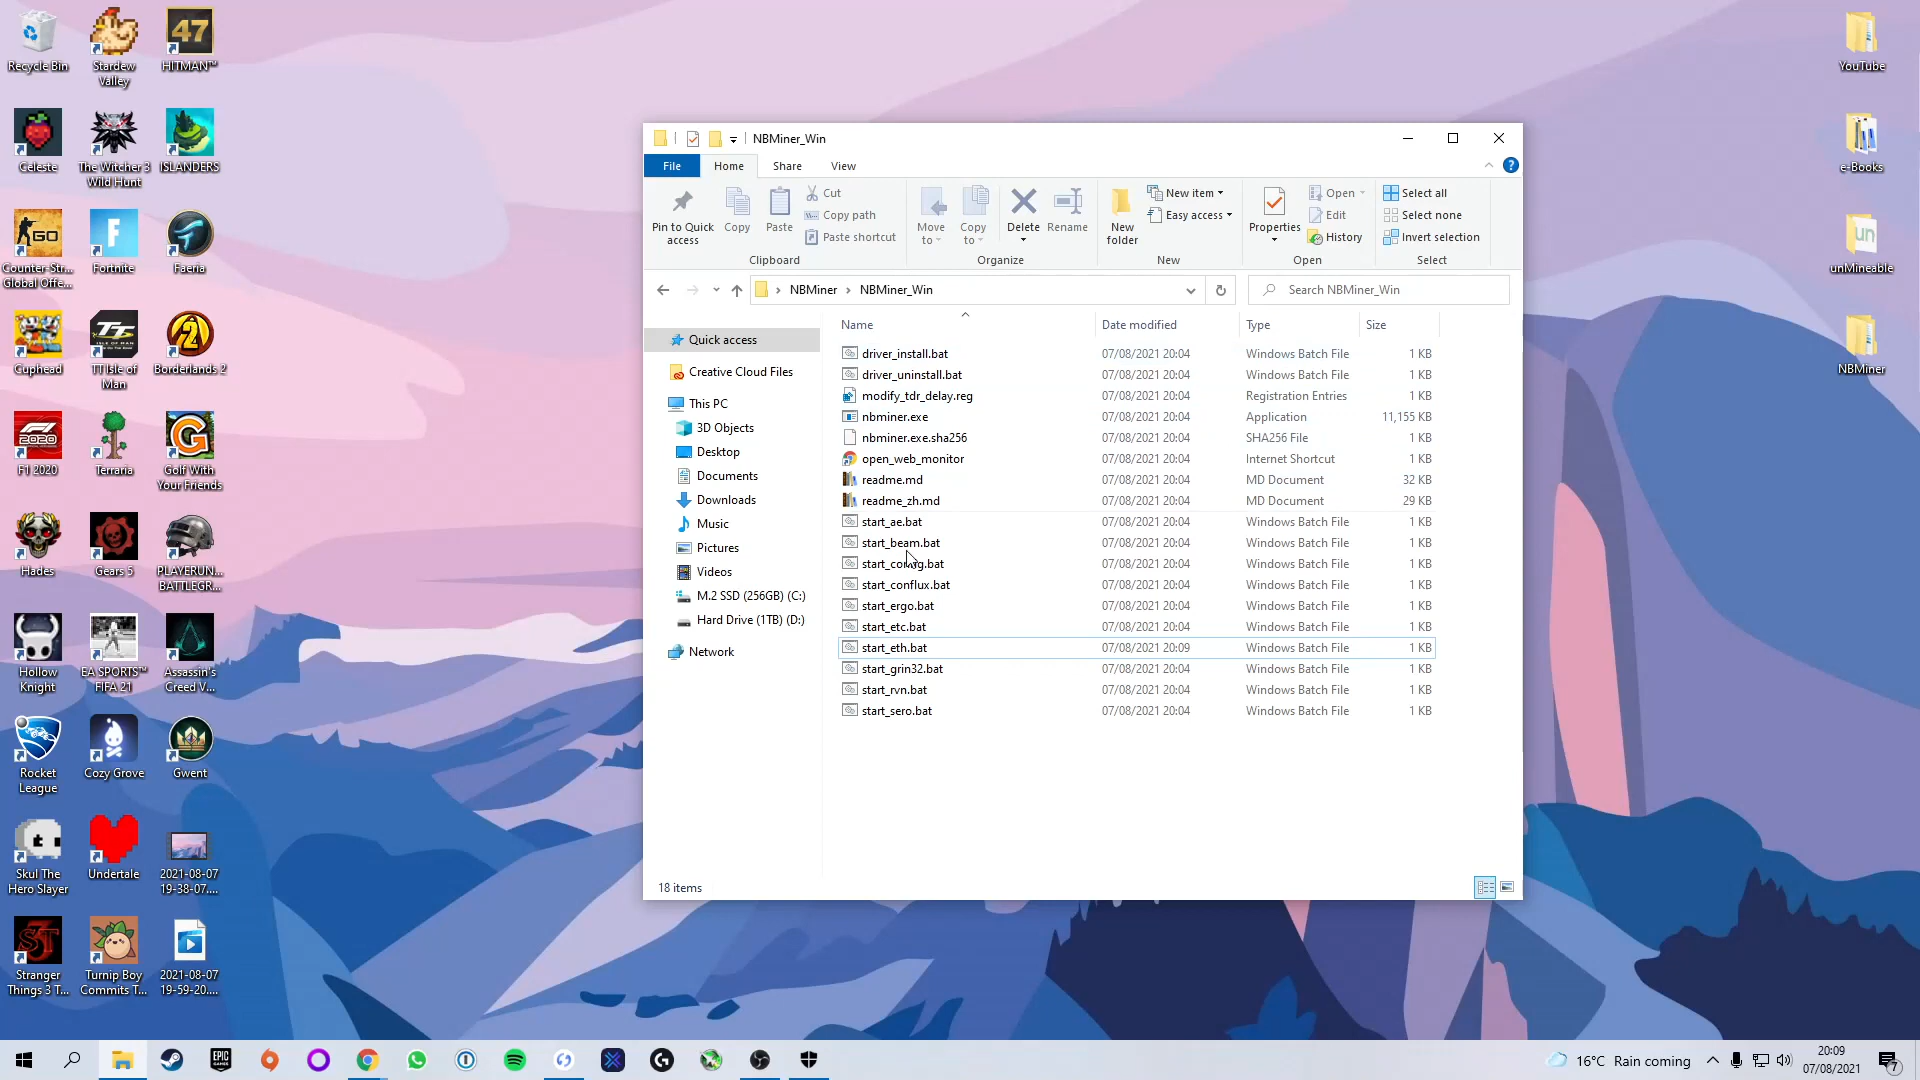 Recycle Bin
Stardew
Valley
47
HITMAN™
Celeste
The Witcher 3
Wild Hunt
ISLANDERS
GO
Counter-Str...
Global Offe...
F
Fortnite
Faeria
Cuphead
TT
TT Isle of
Man
2
Borderlands 2
F1 2020
Terraria
G
Golf With
Your Friends
Hades
Gears 5
PLAYERUN...
BATTLEGR...
Hollow
Knight
EA SPORTS™
FIFA 21
Assassin's
Creed V...
Rocket
League
Cozy Grove
Gwent
Skul The
Hero Slayer
Undertale
2021-08-07
19-38-07....
ST
Stranger
Things 3 T...
Turnip Boy
Commits T...
2021-08-07
19-59-20....
YouTube
e-Books
un
unMineable
NBMiner
NBMiner_Win
File
Home
Share
View
Pin to Quick
access
Copy
Paste
Cut
Copy path
Paste shortcut
Clipboard
Move
to
Copy
to
Delete
Rename
Organize
New
folder
New item
Easy access
New
Properties
Open
Edit
History
Open
Select all
Select none
Invert selection
Select
NBMiner
NBMiner_Win
Search NBMiner_Win
Quick access
Creative Cloud Files
This PC
3D Objects
Desktop
Documents
Downloads
Music
Pictures
Videos
M.2 SSD (256GB) (C:)
Hard Drive (1TB) (D:)
Network
Name Date modified Type Size
driver_install.bat 07/08/2021 20:04 Windows Batch File 1 KB
driver_uninstall.bat 07/08/2021 20:04 Windows Batch File 1 KB
modify_tdr_delay.reg 07/08/2021 20:04 Registration Entries 1 KB
nbminer.exe 07/08/2021 20:04 Application 11,155 KB
nbminer.exe.sha256 07/08/2021 20:04 SHA256 File 1 KB
open_web_monitor 07/08/2021 20:04 Internet Shortcut 1 KB
readme.md 07/08/2021 20:04 MD Document 32 KB
readme_zh.md 07/08/2021 20:04 MD Document 29 KB
start_ae.bat 07/08/2021 20:04 Windows Batch File 1 KB
start_beam.bat 07/08/2021 20:04 Windows Batch File 1 KB
07/08/2021 20:04 Windows Batch File 1 KB
start_conflux.bat 07/08/2021 20:04 Windows Batch File 1 KB
start_ergo.bat 07/08/2021 20:04 Windows Batch File 1 KB
start_etc.bat 07/08/2021 20:04 Windows Batch File 1 KB
start_eth.bat 07/08/2021 20:09 Windows Batch File 1 KB
start_grin32.bat 07/08/2021 20:04 Windows Batch File 1 KB
start_rvn.bat 07/08/2021 20:04 Windows Batch File 1 KB
start_sero.bat 07/08/2021 20:04 Windows Batch File 1 KB
18 items
EPIC
GAMES
16°C Rain coming
20:09
07/08/2021
7